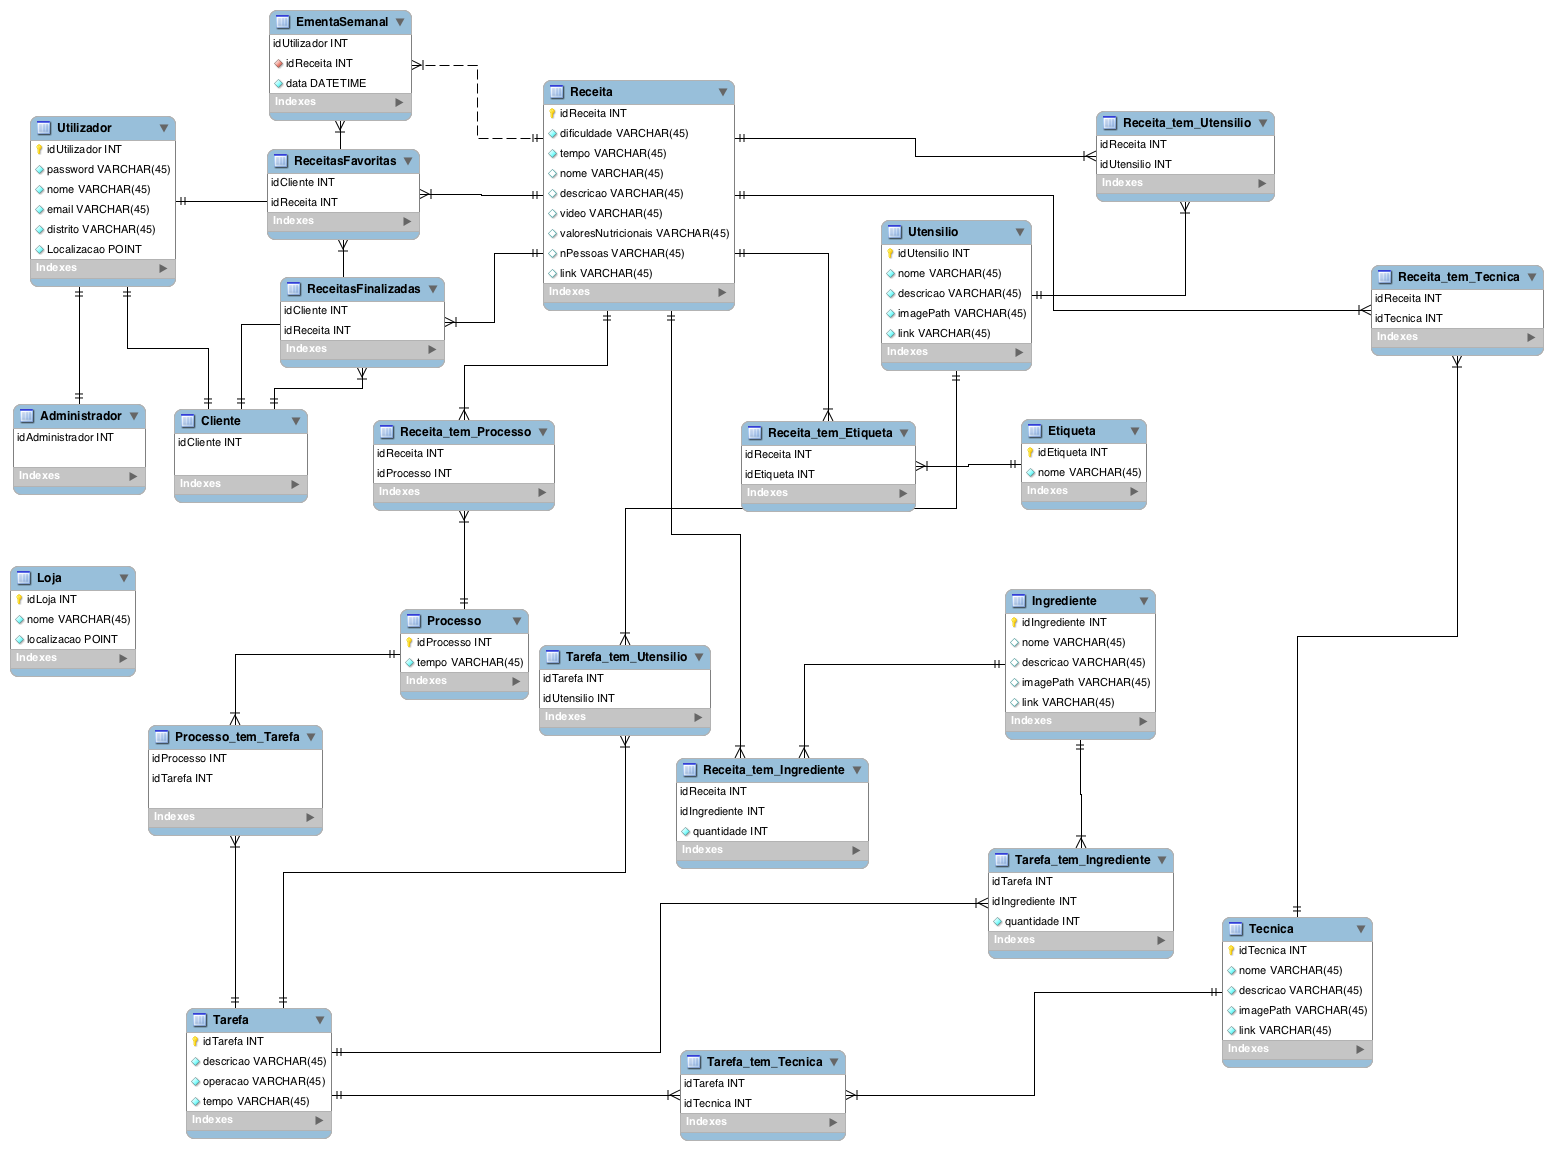 EmentaSemanal
idUtilizador INT
idReceita INT
data DATETIME
Indexes
Utilizador
idUtilizador INT
password VARCHAR(45)
nome VARCHAR(45)
email VARCHAR(45)
distrito VARCHAR(45)
Localizacao POINT
Indexes
ReceitasFavoritas
idCliente INT
idReceita INT
Indexes
ReceitasFinalizadas
idCliente INT
idReceita INT
Indexes
Receita
idReceita INT
dificuldade VARCHAR(45)
tempo VARCHAR(45)
nome VARCHAR(45)
descricao VARCHAR(45)
video VARCHAR(45)
valoresNutricionais VARCHAR(45)
nPessoas VARCHAR(45)
link VARCHAR(45)
Indexes
Receita_tem_Utensilio
idReceita INT
idUtensilio INT
Indexes
Utensilio
idUtensilio INT
nome VARCHAR(45)
descricao VARCHAR(45)
imagePath VARCHAR(45)
link VARCHAR(45)
Indexes
Receita_tem_Tecnica
idReceita INT
idTecnica INT
Indexes
Administrador
idAdministrador INT
Indexes
Cliente
idCliente INT
Indexes
Receita_tem_Processo
idReceita INT
idProcesso INT
Indexes
Receita_tem_Etiqueta
idReceita INT
idEtiqueta INT
Indexes
Etiqueta
idEtiqueta INT
nome VARCHAR(45)
Indexes
Loja
idLoja INT
nome VARCHAR(45)
localizacao POINT
Indexes
Processo
idProcesso INT
tempo VARCHAR(45)
Indexes
Tarefa_tem_Utensilio
idTarefa INT
idUtensilio INT
Indexes
Ingrediente
idIngrediente INT
nome VARCHAR(45)
descricao VARCHAR(45)
imagePath VARCHAR(45)
link VARCHAR(45)
Indexes
Processo_tem_Tarefa
idProcesso INT
idTarefa INT
Indexes
Receita_tem_Ingrediente
idReceita INT
idIngrediente INT
quantidade INT
Indexes
Tarefa_tem_Ingrediente
idTarefa INT
idIngrediente INT
quantidade INT
Indexes
Tecnica
idTecnica INT
nome VARCHAR(45)
descricao VARCHAR(45)
imagePath VARCHAR(45)
link VARCHAR(45)
Indexes
Tarefa
idTarefa INT
descricao VARCHAR(45)
operacao VARCHAR(45)
tempo VARCHAR(45)
Indexes
Tarefa_tem_Tecnica
idTarefa INT
idTecnica INT
Indexes